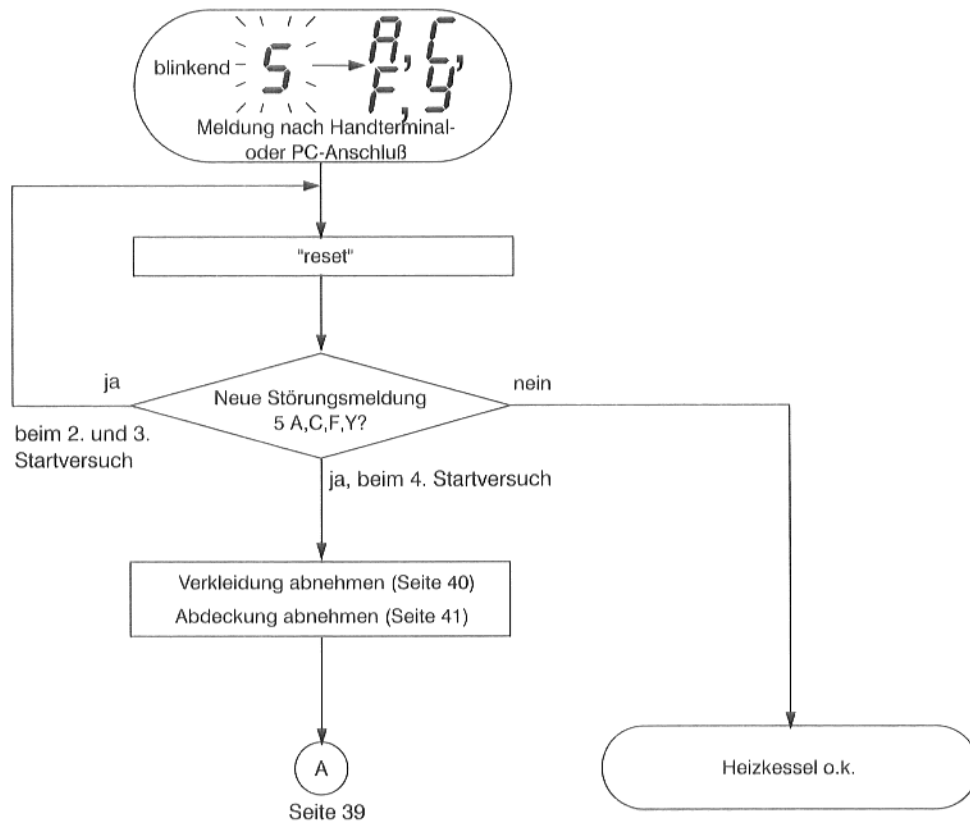 A, C,
blinkend 5
F, y
Meldung nach Handterminal-
oder PC-Anschluß
"reset"
ja
nein
Neue Störungsmeldung
5 A,C,F,Y?
beim 2. und 3.
Startversuch
ja, beim 4. Startversuch
Verkleidung abnehmen (Seite 40)
Abdeckung abnehmen (Seite 41)
A
Seite 39
Heizkessel o.k.